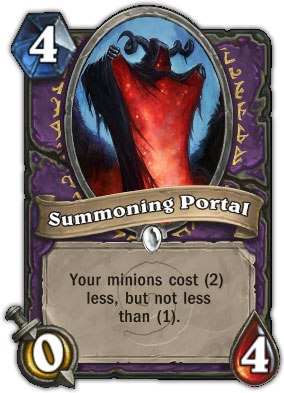 4
Summoning Portal
Your minions cost (2)
less, but not less
than (1).
0
4